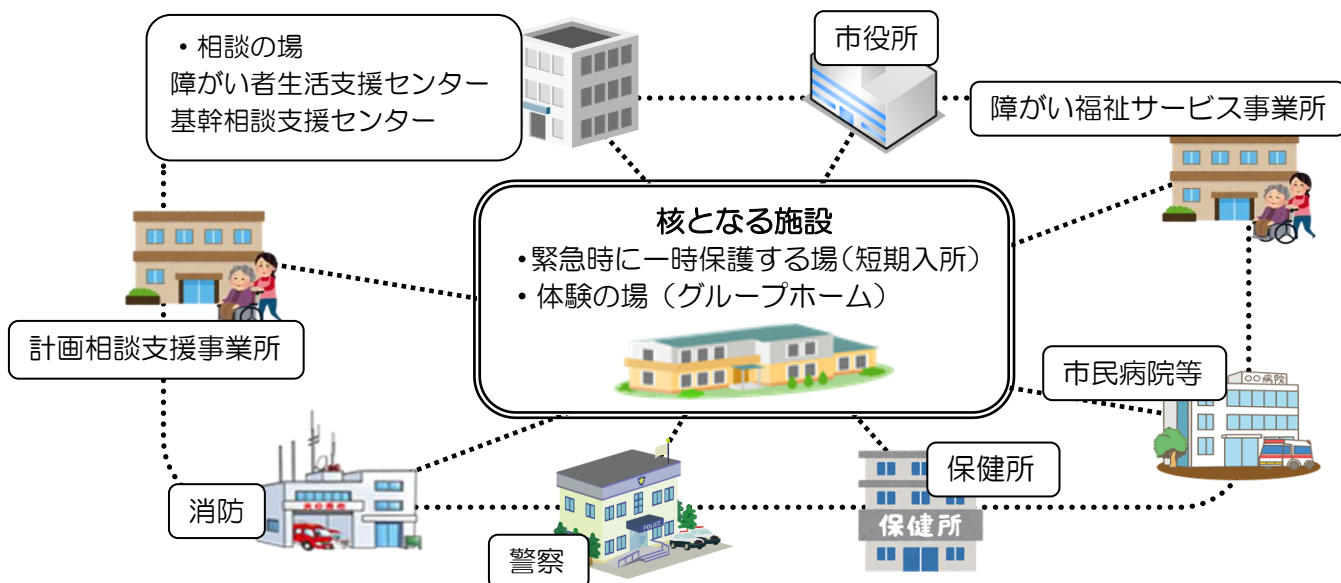 ・相談の場
障がい者生活支援センター
基幹相談支援センター
市役所
障がい福祉サービス事業所
核となる施設
・緊急時に一時保護する場（短期入所）
・体験の場（グループホーム）
計画相談支援事業所
市民病院等
〇〇病院
消防
警察
POLICE
保健所
保健所